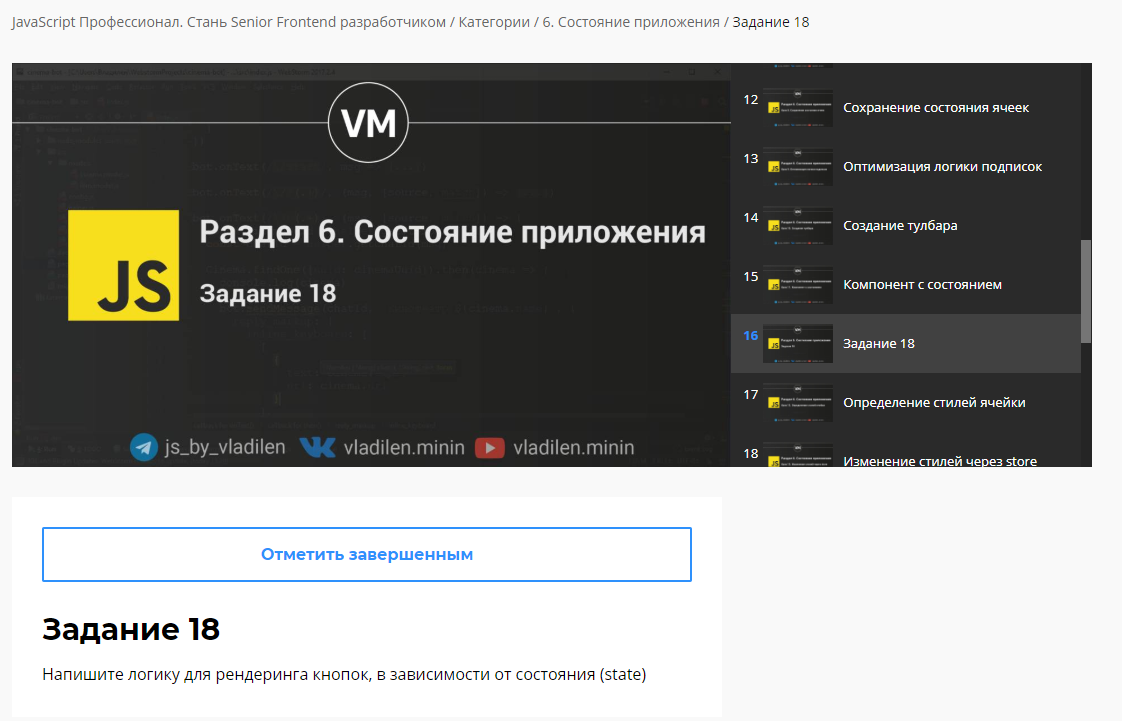 JavaScript Профессионал. Стань Senior Frontend разработчиком / Категории / 6. Состояние приложения / Задание 18
VM
JS
Раздел 6. Состояние приложения
Задание 18
js_by_vladilen
vladilen.minin
vladilen.minin
12
Сохранение состояния ячеек
13
Оптимизация логики подписок
14
Создание тулбара
15
Компонент с состоянием
16
Задание 18
17
Определение стилей ячейки
18
Изменение стилей через store
Отметить завершенным
Задание 18
Напишите логику для рендеринга кнопок, в зависимости от состояния (state)